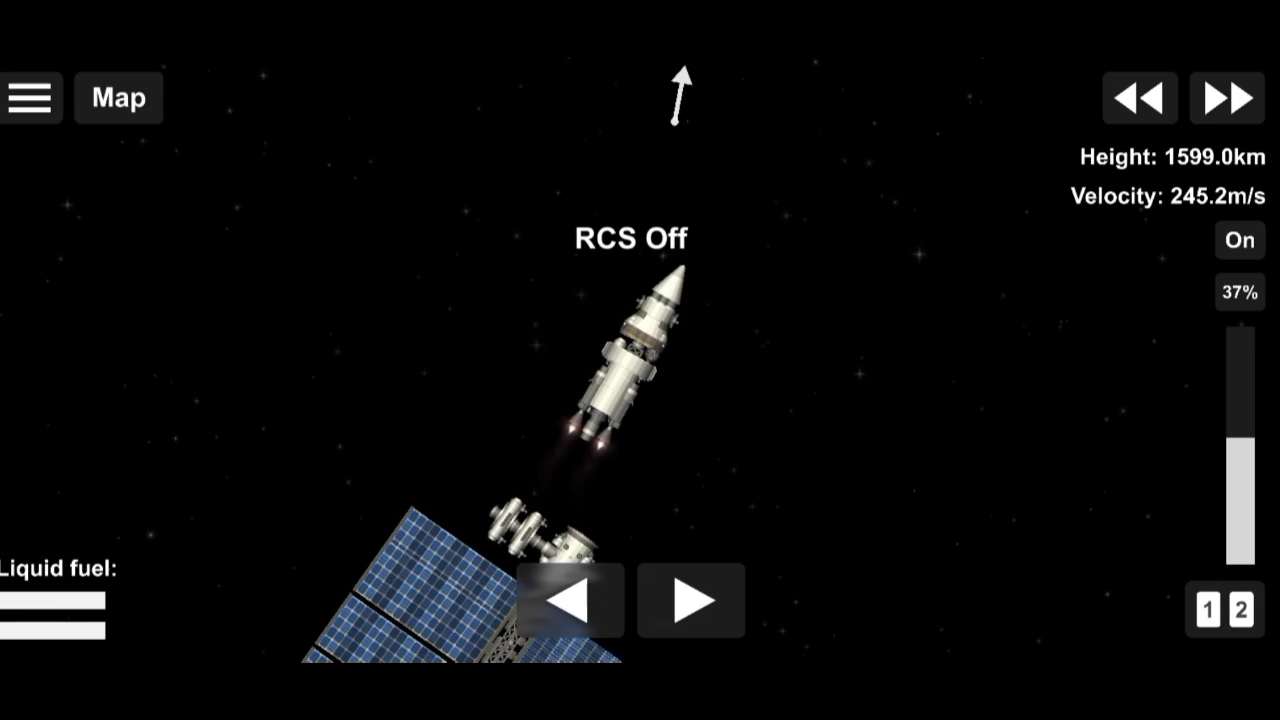 Map
Height: 1599.0km
Velocity: 245.2m/s
RCS Off
On
37%
Liquid fuel:
1 2